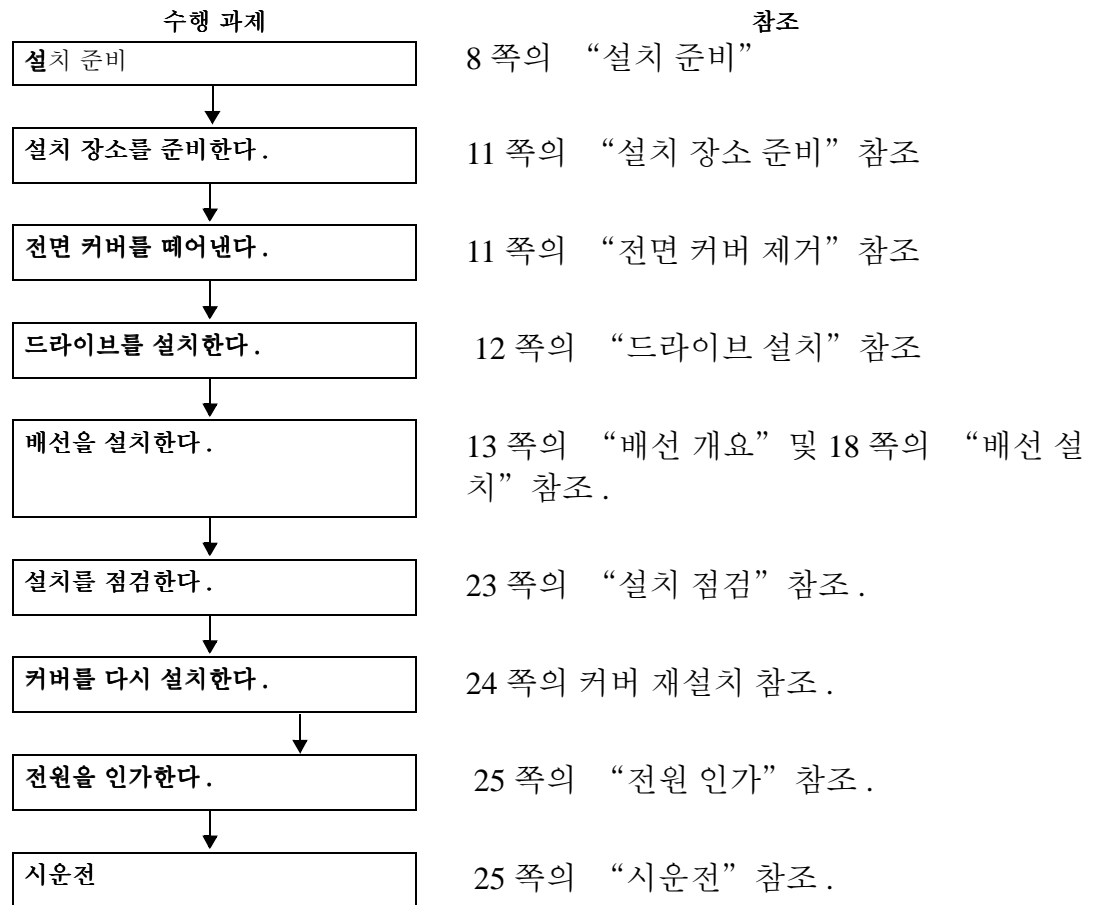 수행 과제 참조
설치 준비 8 쪽의 “설치 준비”
설치 장소를 준비한다. 11 쪽의 “설치 장소 준비” 참조
전면 커버를 떼어낸다. 11 쪽의 “전면 커버 제거” 참조
드라이브를 설치한다. 12 쪽의 “드라이브 설치” 참조
배선을 설치한다. 13 쪽의 “배선 개요” 및 18 쪽의 “배선 설
치” 참조.
설치를 점검한다. 23 쪽의 “설치 점검” 참조.
커버를 다시 설치한다. 24 쪽의 커버 재설치 참조.
전원을 인가한다. 25 쪽의 “전원 인가” 참조.
시운전 25 쪽의 “시운전” 참조.